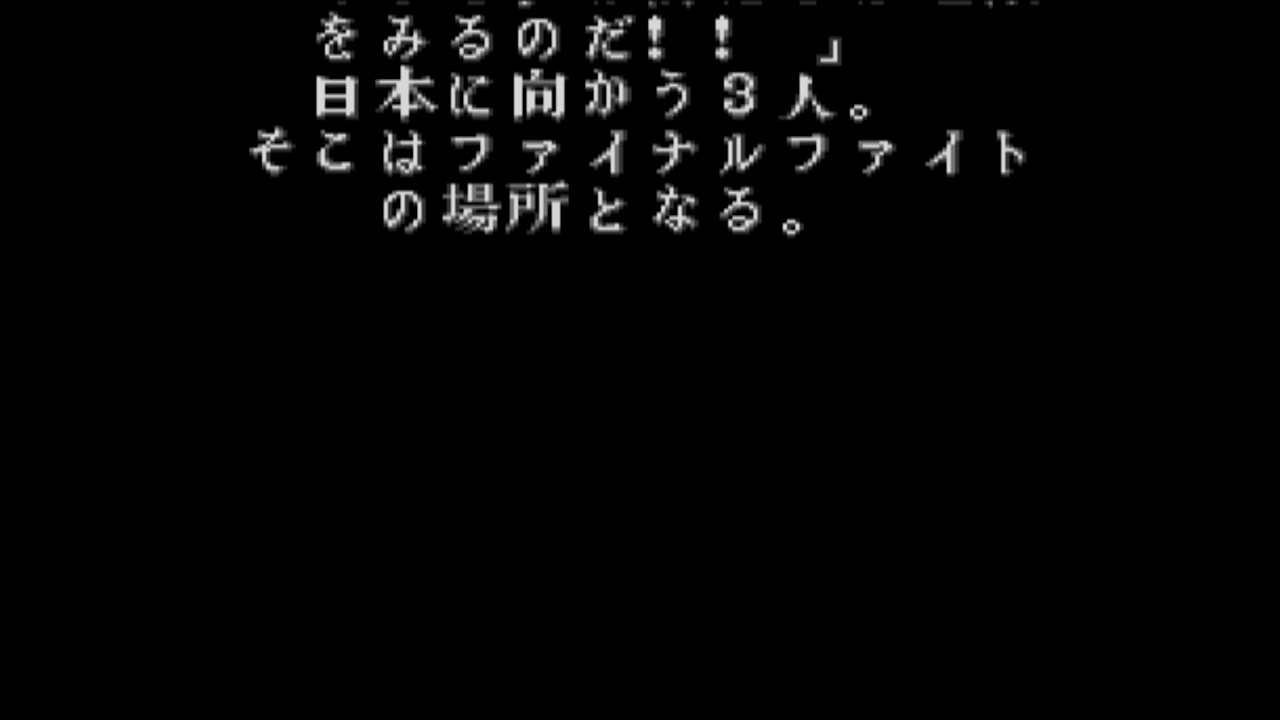 をみるのだ！！　」
日本に向かう３人。
そこはファイナルファイト
の場所となる。